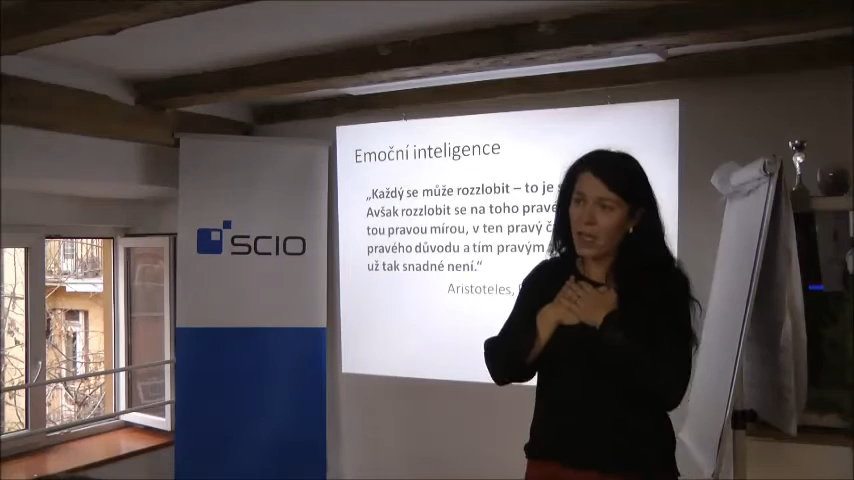 Emoční inteligence
„Každý se může rozzlobit – to je
Avšak rozzlobit se na toho pravé
tou pravou mírou, v ten pravý
pravého důvodu a tím pravým
už tak snadné není.“
Aristoteles,
SCIO